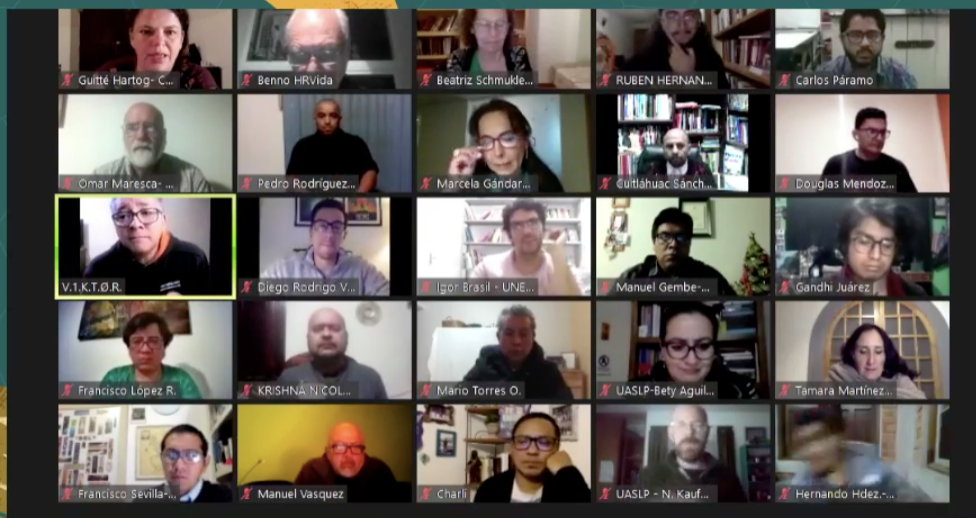 Guitté Hartog- C...
Benno HRVida
Beatriz Schmukle...
RUBEN HERNAN...
Carlos Páramo
Omar Maresca- ...
Pedro Rodríguez...
Marcela Gándar...
Cuitláhuac Sánch...
Douglas Mendoz...
V.1.K.T.Ø.R.
Diego Rodrigo V...
Igor Brasil - UNE...
Manuel Gembe-...
Gandhi Juárez
Francisco López R.
KRISHNA NICOL...
Mario Torres O.
UASLP-Bety Aguil...
Tamara Martínez...
Francisco Sevilla-...
Manuel Vasquez
Charli
UASLP - N. Kauf...
Hernando Hdez.-...